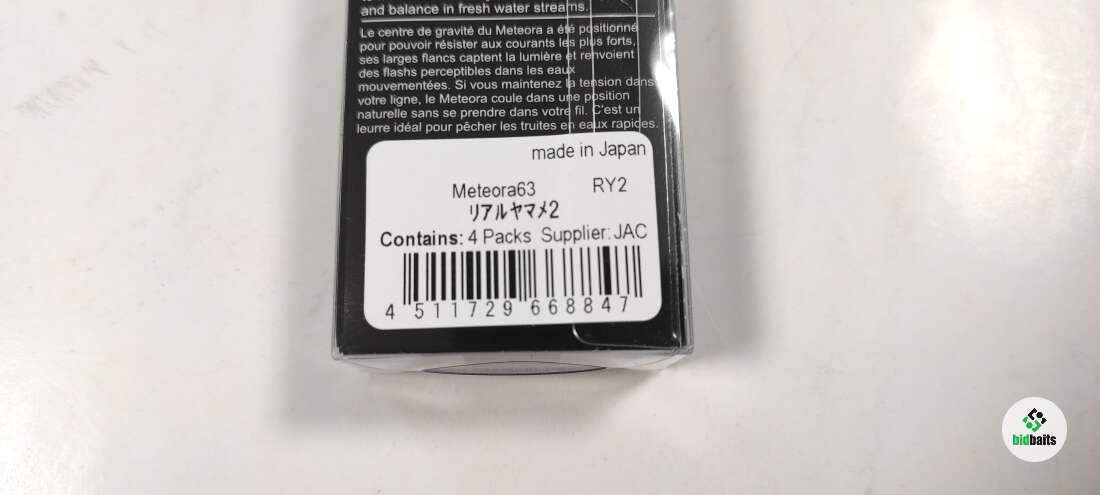 and balance in fresh water streams.
Le centre de gravité du Meteora a été positionné
pour pouvoir résister aux courants les plus forts,
ses larges flancs captent la lumière et renvoient
des flashs perceptibles dans les eaux
mouvementées. Si vous maintenez la tension dans
votre ligne, le Meteora coule dans une position
naturelle sans se prendre dans votre fil. C'est un
leurre idéal pour pêcher les truites en eaux rapides.
made in Japan
Meteora63 RY2
リアルヤマメ2
Contains: 4 Packs Supplier: JAC
4 511729 668847
bidbaits